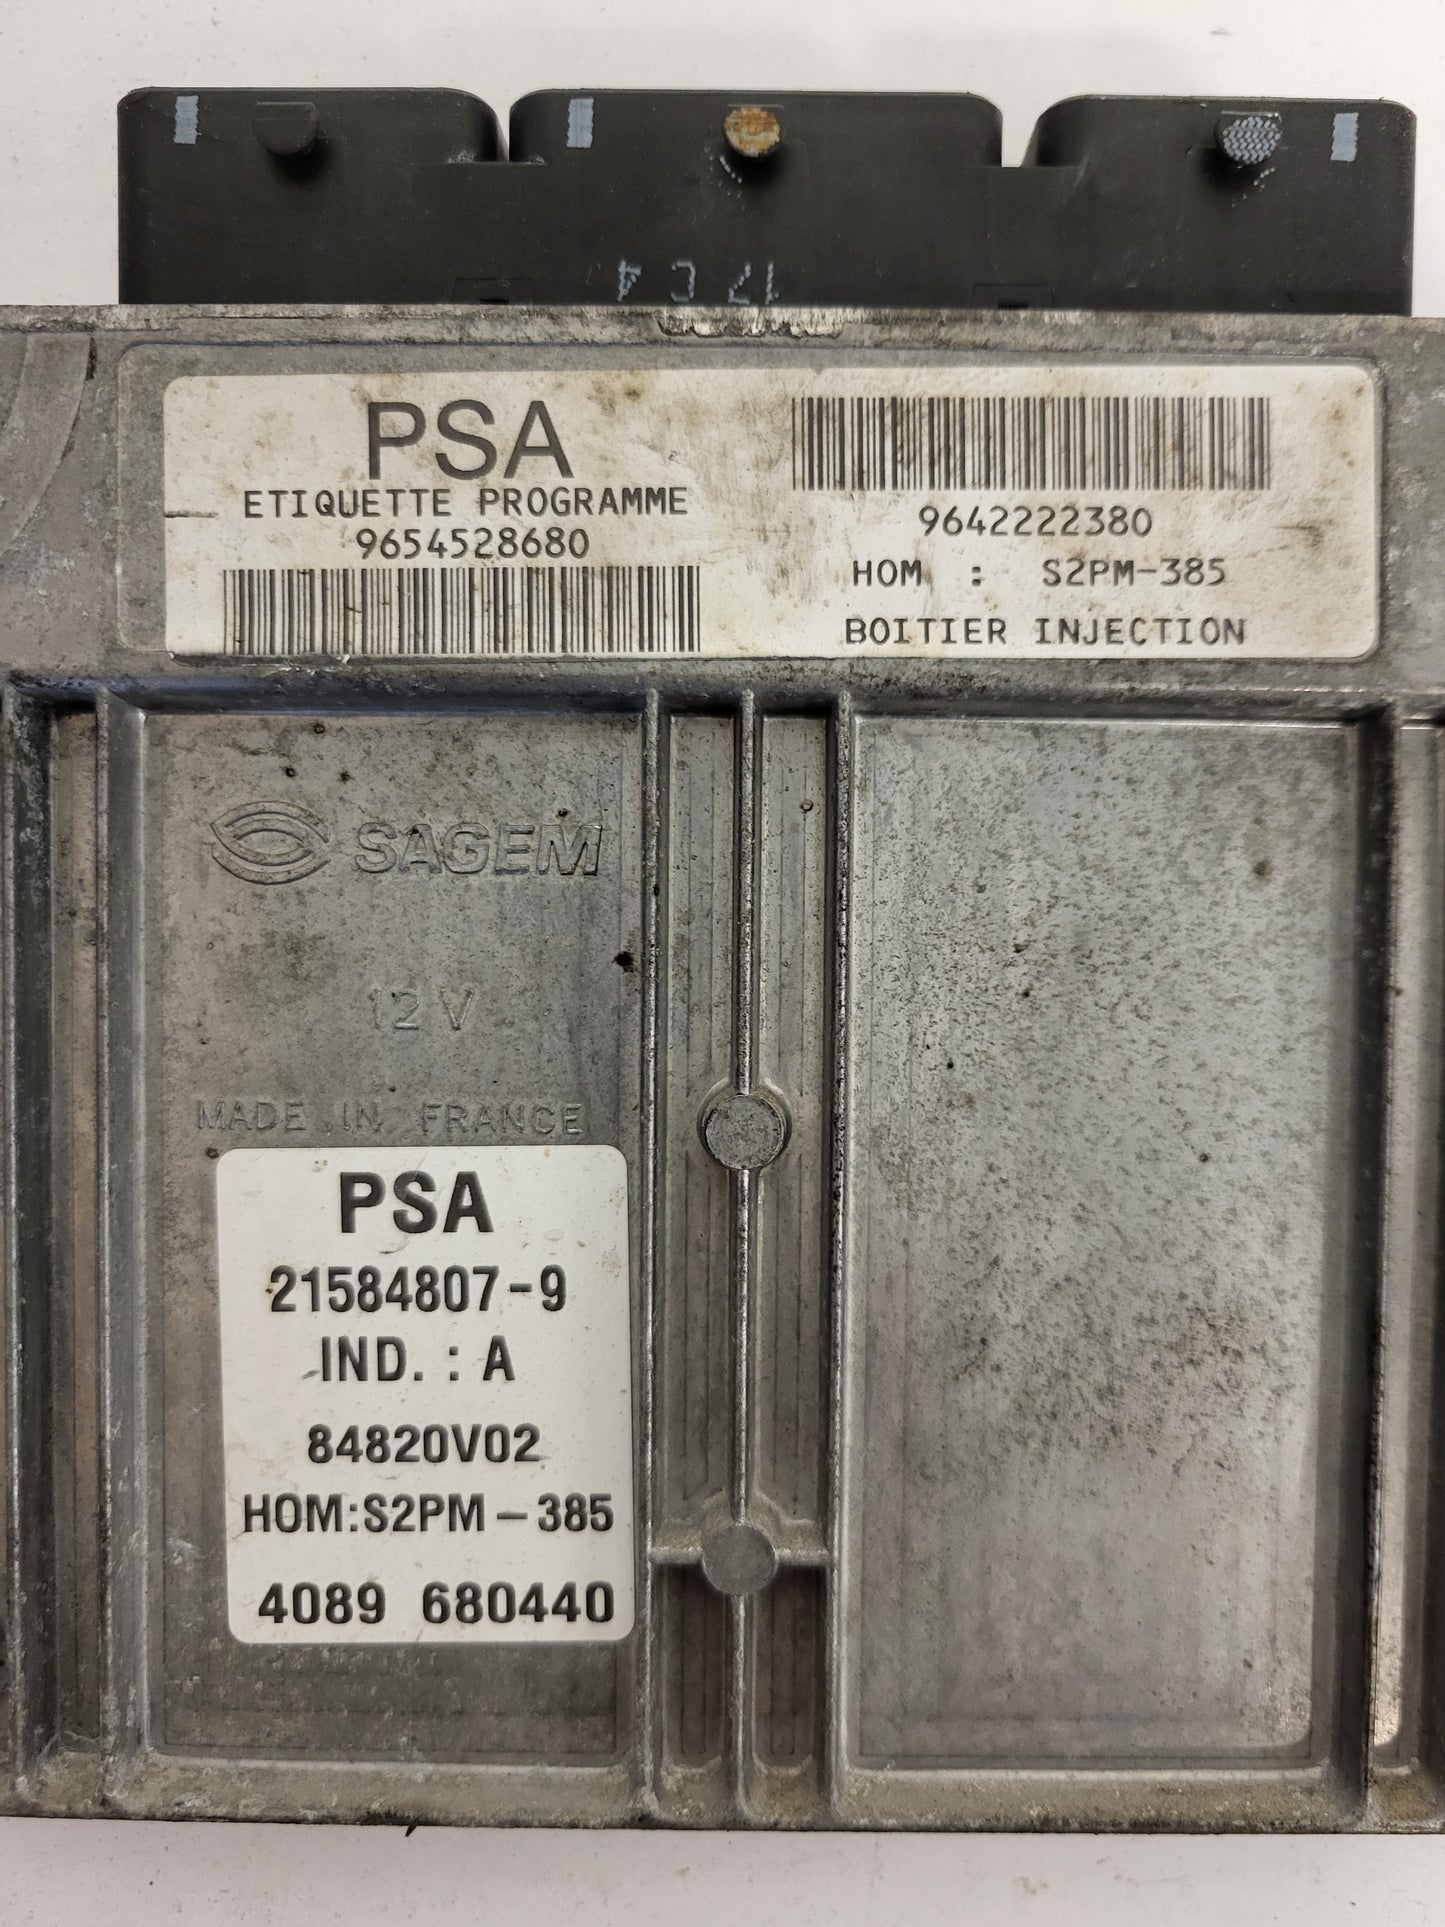 PSA
ETIQUETTE PROGRAMME
9654528680
9642222380
HOM : S2PM-385
BOITIER INJECTION
SAGEM
12 V
MADE IN FRANCE
PSA
21584807-9
IND. : A
84820V02
HOM:S2PM-385
4089 680440